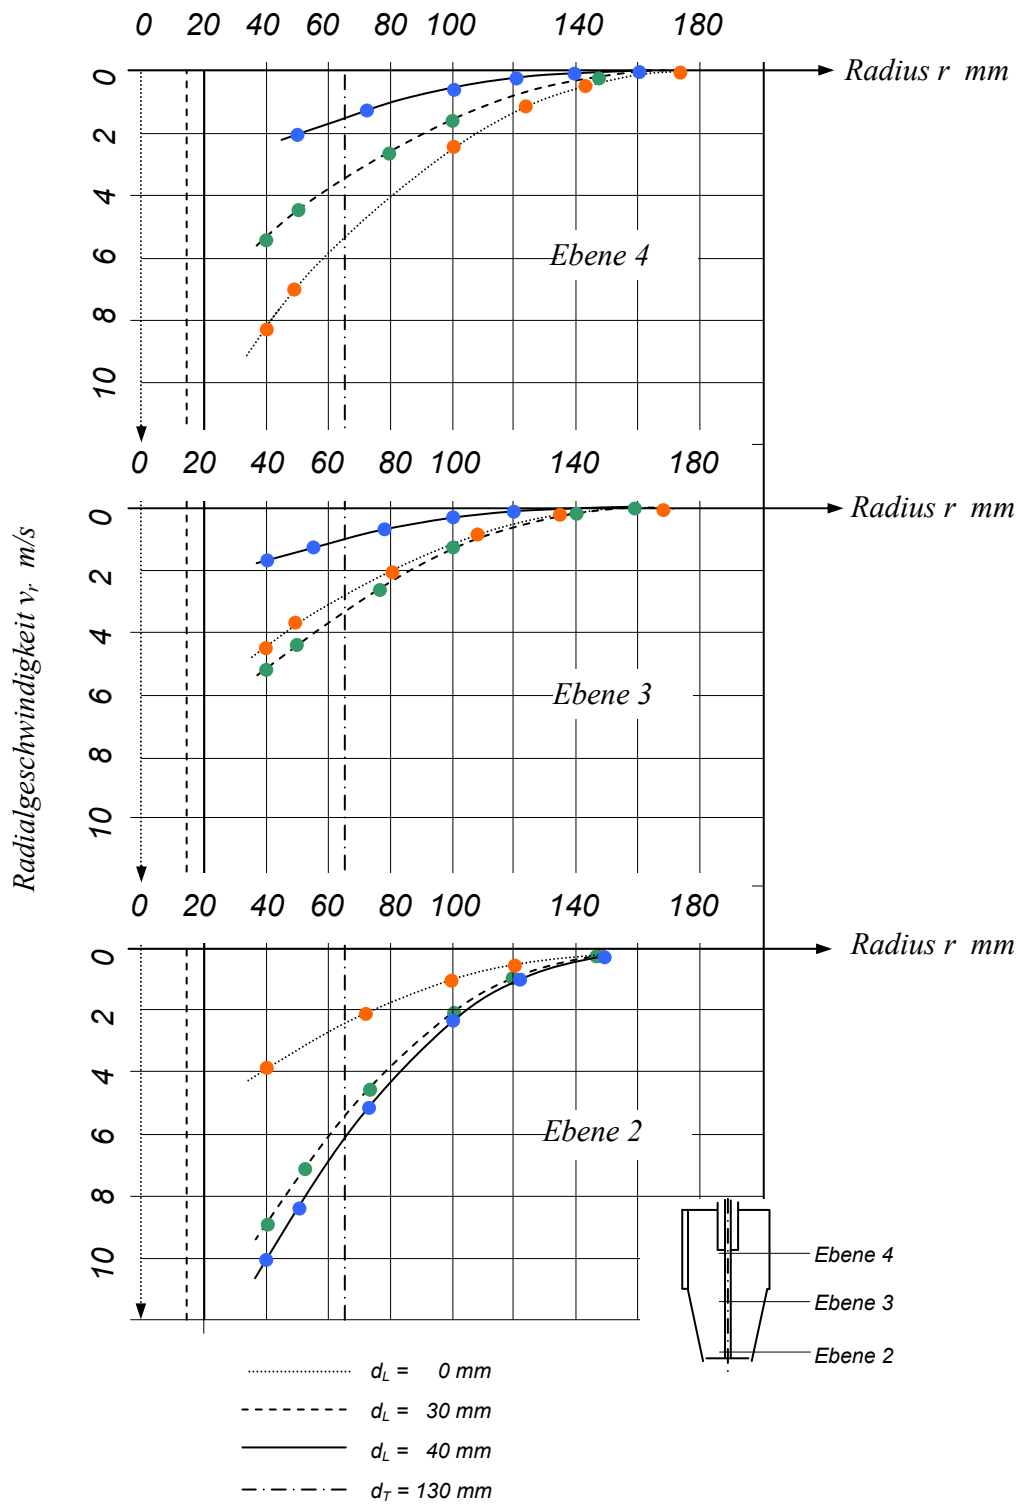 0 20 40 60 80 100 140 180
Radius r mm
0
2
4
6
8
10
Ebene 4
0 20 40 60 80 100 140 180
Radius r mm
0
2
4
6
8
10
Ebene 3
Radialgeschwindigkeit vr m/s
0 20 40 60 80 100 140 180
Radius r mm
0
2
4
6
8
10
Ebene 2
Ebene 4
Ebene 3
Ebene 2
dL = 0 mm
dL = 30 mm
dL = 40 mm
dT = 130 mm